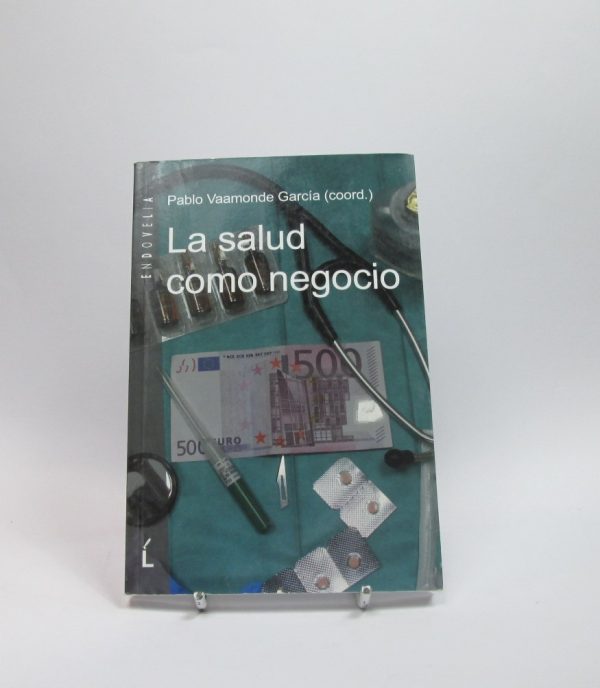 Pablo Vaamonde García (coord.)
La salud
como negocio
ENDOVELIA
500
500 EURO
Ĺ